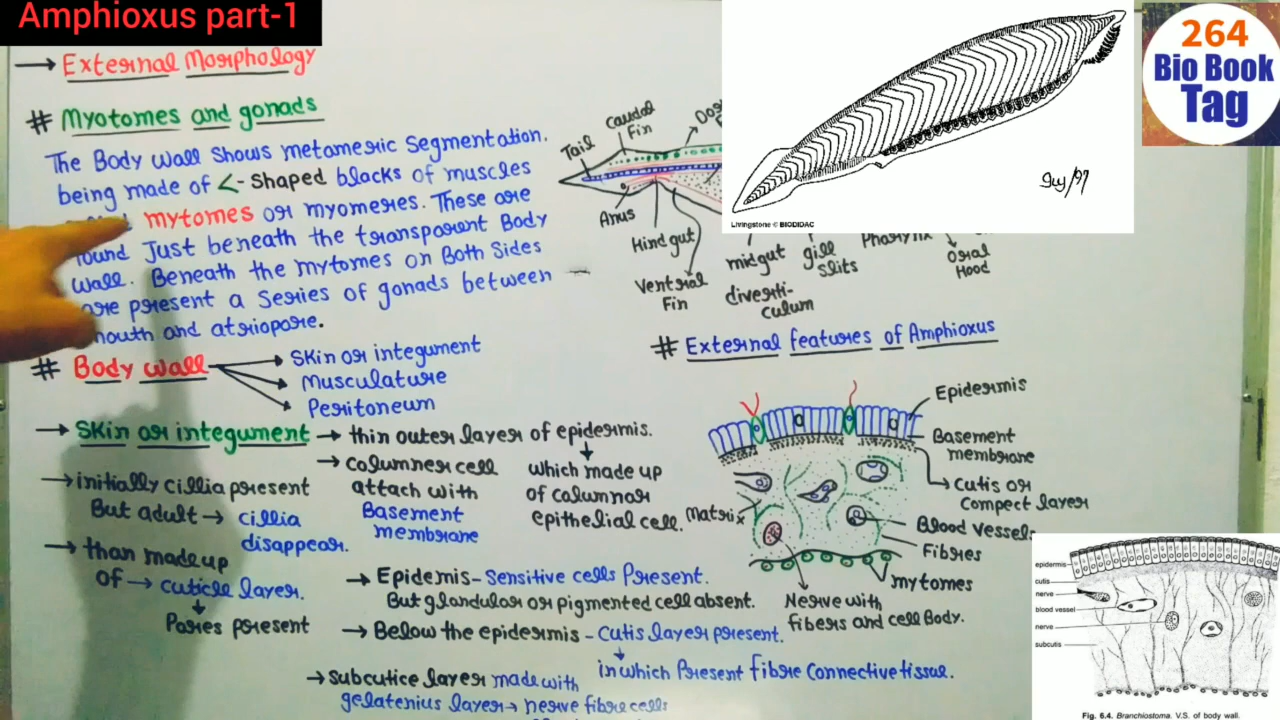 Amphioxus part-1
264
Bio Book
Tag
→ External Morphology
# Myotomes and gonads
The Body wall shows metameric Segmentation.
being made of <- Shaped blacks of muscles
mytomes or myomeres. These are
found Just beneath the transparent Body
wall. Beneath the mytomes on Both Sides
are present a Series of gonads between
mouth and atriopore.
Tail
Caudal
Fin
Anus
Hind gut
Ventral
Fin
midgut
diverti-
culum
gill
slits
Pharynx
Oral
Hood
Guy/97
Livingstone © BIODIDAC
# External features of Amphioxus
# Body wall
Skin or integument
Musculature
Peritoneum
→ Skin or integument → thin outer layer of epidermis.
which made up
of columnar
epithelial cell.
→ columner cell
attach with
Basement
membrane
→ initially cillia present
But adult → cillia
disappear.
→ than made up
of → cuticle layer.
Pories present
→ Epidemis - Sensitive cells Present.
But glandular or pigmented cell absent.
→ Below the epidermis - cutis layer present.
in which Present fibre connective tissue.
→ subcutice layer made with
gelatenius layer → nerve fibre cells
Epidermis
Basement
membrane
Cutis or
Compect layer
Matrix
Blood vessel
Fibres
mytomes
Nerve with
fibers and cell Body.
epidermis
cutis
nerve
blood vessel
nerve
subcutis
Fig. 6.4. Branchiostoma. V.S. of body wall.